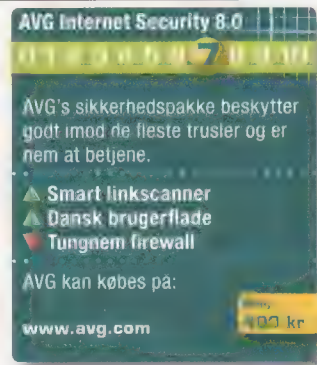 AVG Internet Security 8.0
7
AVG's sikkerhedspakke beskytter
godt imod de fleste trusler og er
nem at betjene.
Smart linkscanner
Dansk brugerflade
Tungnem firewall
AVG kan købes på:
www.avg.com
kr